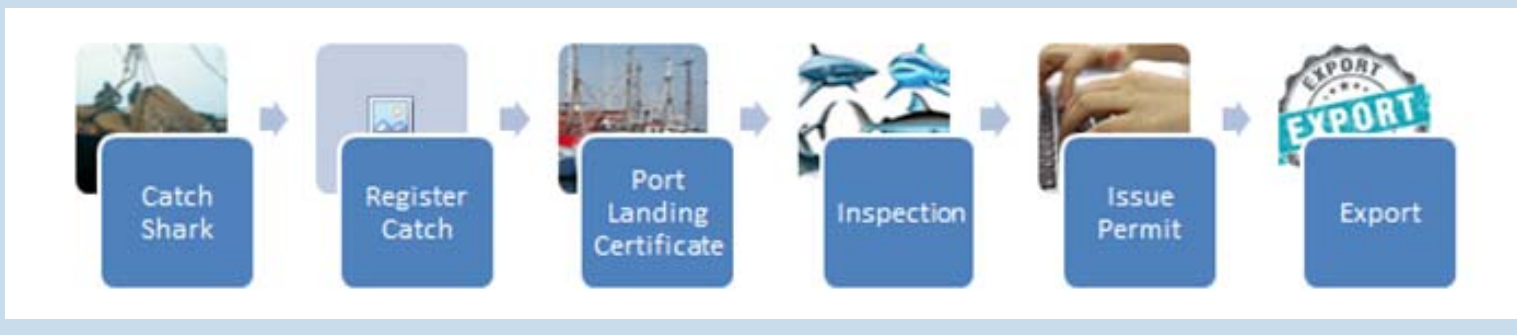 Catch
Shark
Register
Catch
Port
Landing
Certificate
Inspection
Issue
Permit
EXPORT
EXPORT
Export